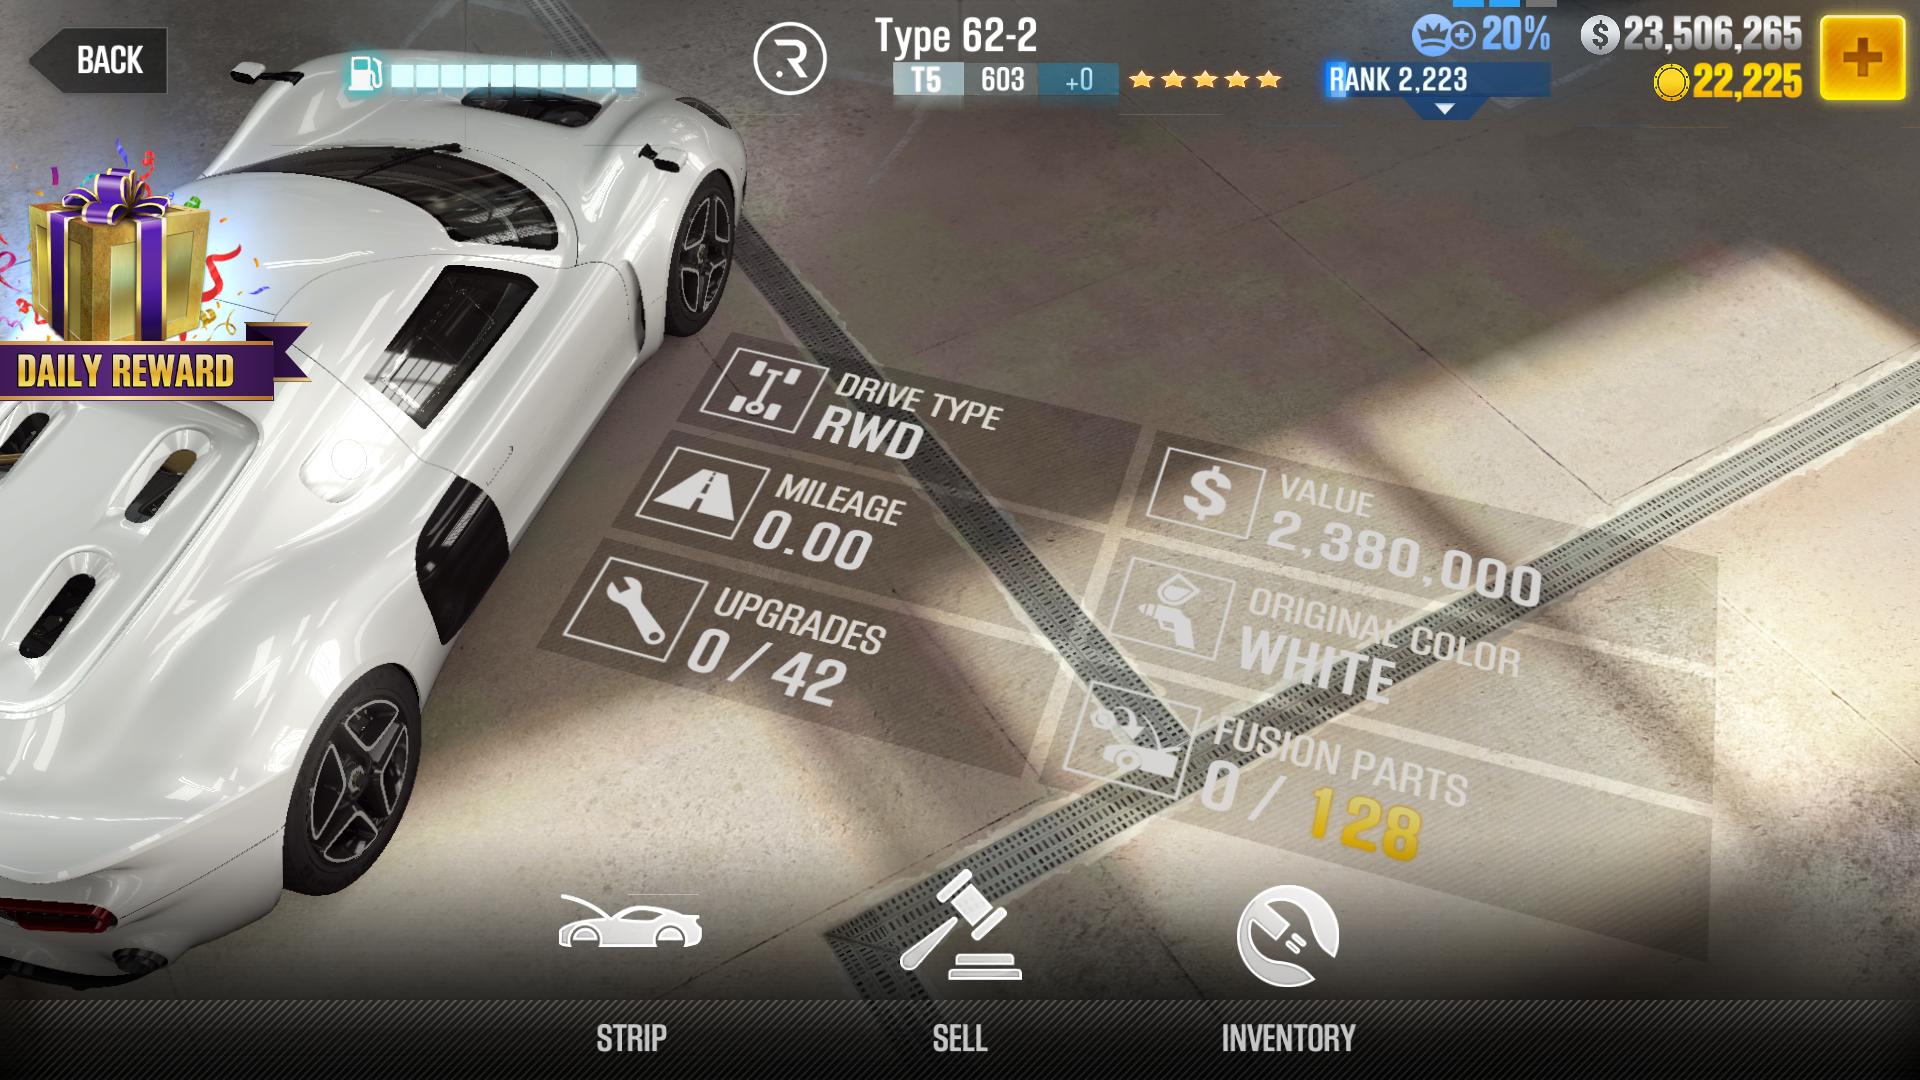 BACK
Type 62-2
T5 603 +0
20%
RANK 2,223
$ 23,506,265
22,225
DAILY REWARD
DRIVE TYPE
RWD
MILEAGE
0.00
UPGRADES
0 / 42
$ VALUE
2,380,000
ORIGINAL COLOR
WHITE
FUSION PARTS
0 / 128
STRIP
SELL
INVENTORY